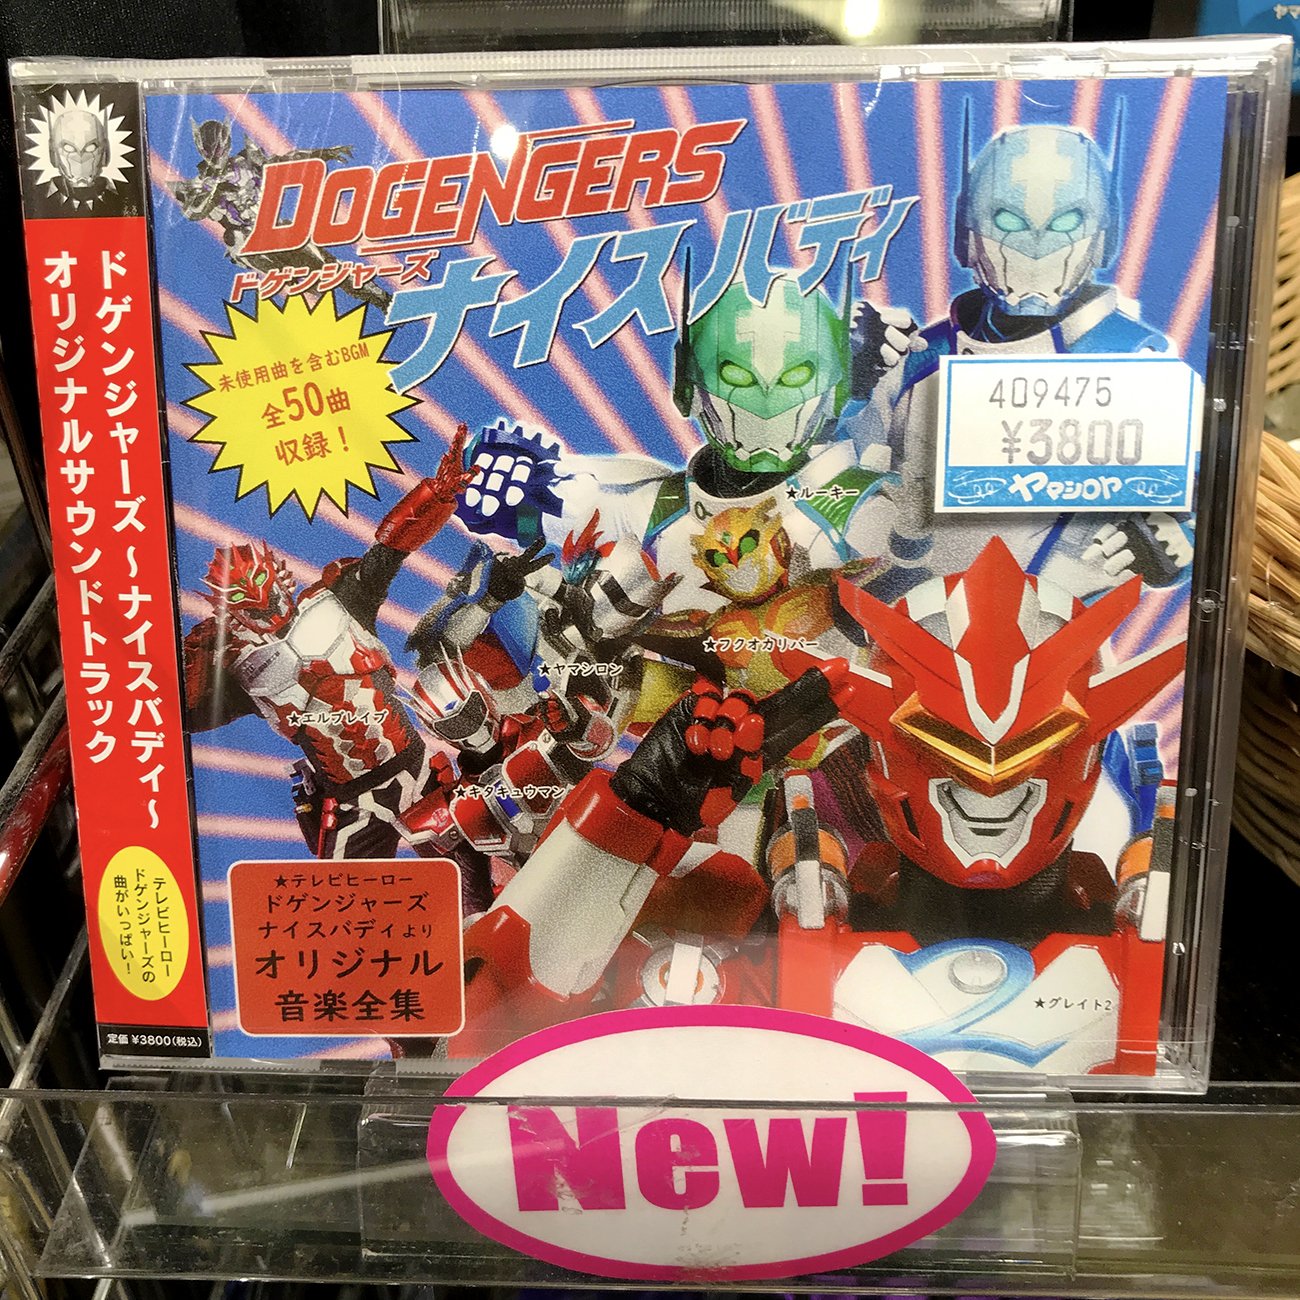 ドゲンジャーズ〜ナイスバディ〜
オリジナルサウンドトラック
テレビヒーロー
ドゲンジャーズの
曲がいっぱい！
定価 ¥3800(税込)
DOGENGERS
ドゲンジャーズ
ナイスバディ
未使用曲を含むBGM
全50曲
収録！
409475
¥3800
ヤマシロヤ
★ルーキー
★フクオカリバー
★ヤマシロン
★エルブレイブ
★キタキュウマン
★グレイト2
2
★テレビヒーロー
ドゲンジャーズ
ナイスバディより
オリジナル
音楽全集
New!